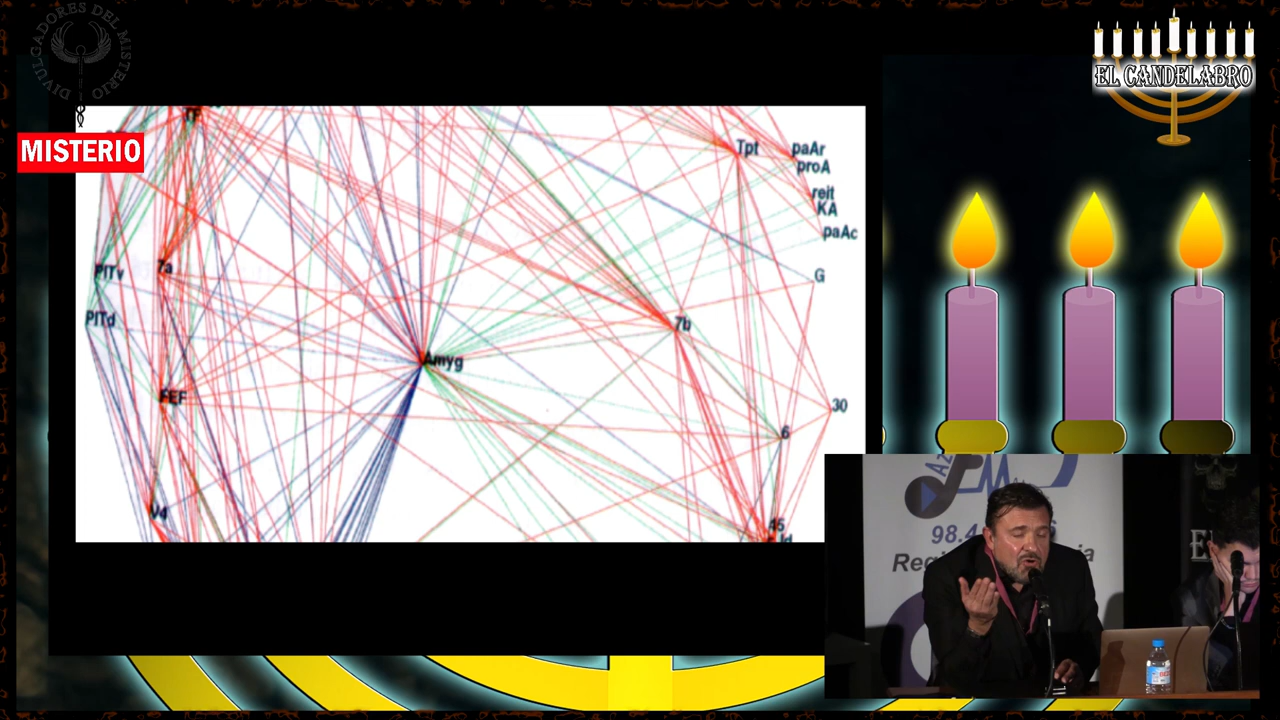 DIVULGADORES DEL MISTERIO
EL CANDELABRO
MISTERIO
Tpt
paAr
proA
reit
KA
paAc
PITv
7a
G
PITd
7b
Amyg
FEF
30
6
V4
46
98.4